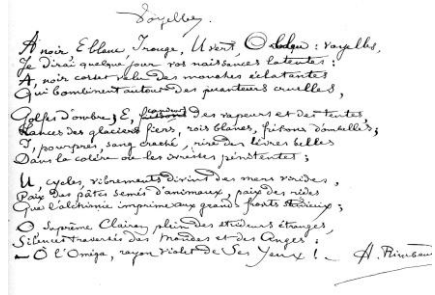 Voyelles
A noir, E blanc, I rouge, U vert, O bleu : voyelles,
Je dirai quelque jour vos naissances latentes :
A, noir corset velu des mouches éclatantes
Qui bombinent autour des puanteurs cruelles,
Golfes d'ombre ; E, candeurs des vapeurs et des tentes,
Lances des glaciers fiers, rois blancs, frissons d'ombelles ;
I, pourpres, sang craché, rire des lèvres belles
Dans la colère ou les ivresses pénitentes ;
U, cycles, vibrements divins des mers virides,
Paix des pâtis semés d'animaux, paix des rides
Que l'alchimie imprime aux grands fronts studieux ;
O, suprême Clairon plein des strideurs étranges,
Silences traversés des Mondes et des Anges :
— Ô l'Oméga, rayon violet de Ses Yeux !
A. Rimbaud